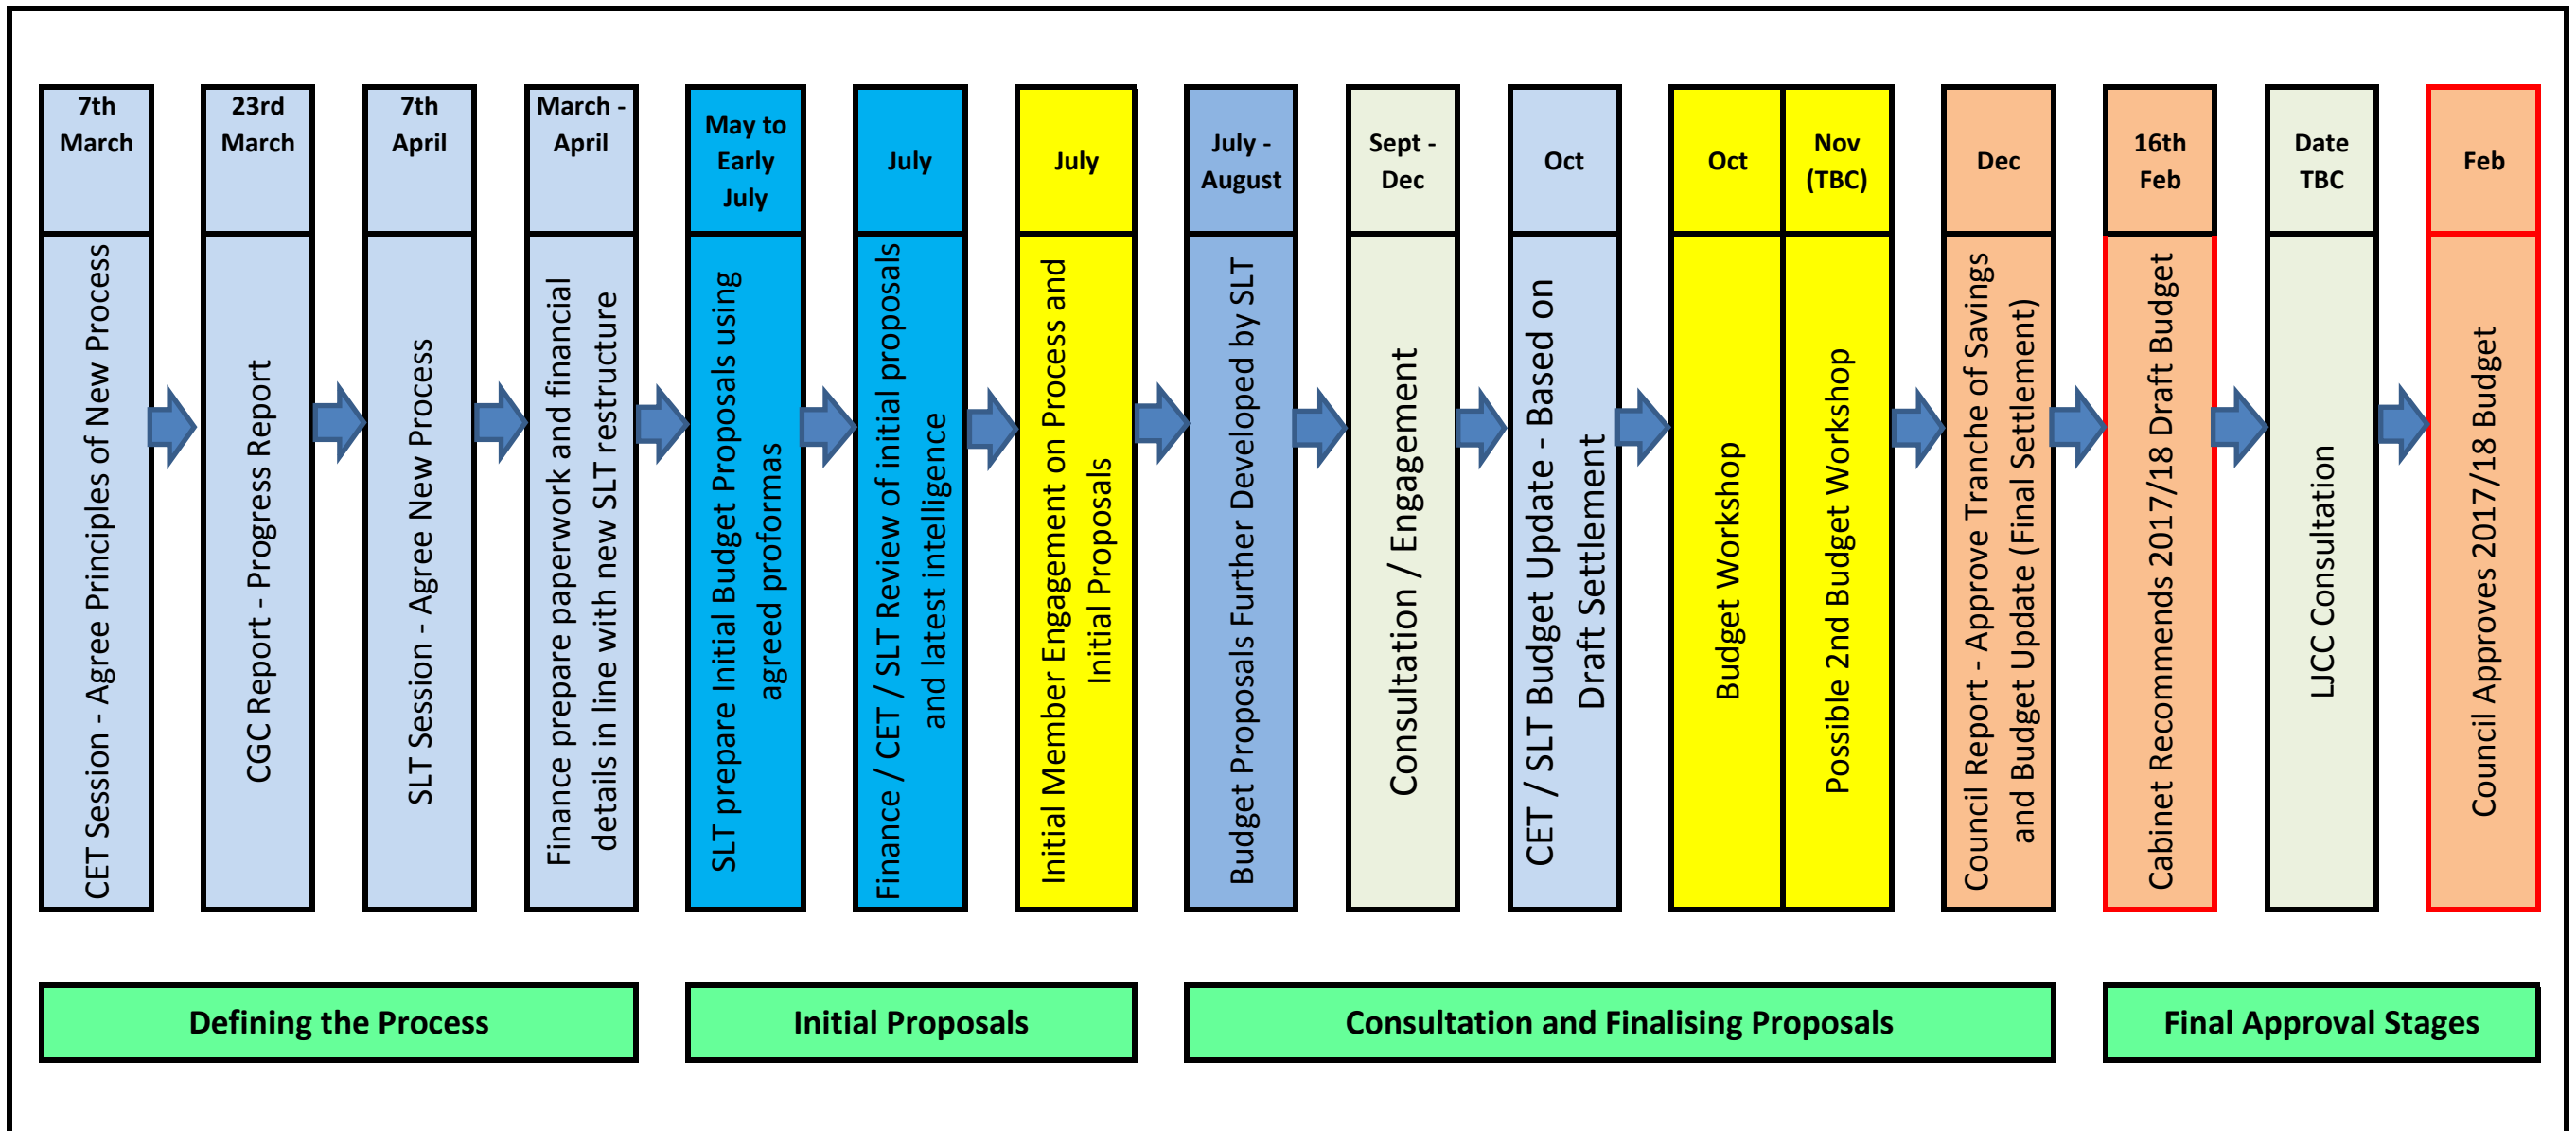 7th
March
CET Session - Agree Principles of New Process
23rd
March
CGC Report - Progress Report
7th
April
SLT Session - Agree New Process
March -
April
Finance prepare paperwork and financial
details in line with new SLT restructure
May to
Early
July
SLT prepare Initial Budget Proposals using
agreed proformas
July
Finance / CET / SLT Review of initial proposals
and latest intelligence
July
Initial Member Engagement on Process and
Initial Proposals
July -
August
Budget Proposals Further Developed by SLT
Sept -
Dec
Consultation / Engagement
Oct
CET / SLT Budget Update - Based on
Draft Settlement
Oct
Budget Workshop
Nov
(TBC)
Possible 2nd Budget Workshop
Dec
Council Report - Approve Tranche of Savings
and Budget Update (Final Settlement)
16th
Feb
Cabinet Recommends 2017/18 Draft Budget
Date
TBC
LJCC Consultation
Feb
Council Approves 2017/18 Budget
Defining the Process
Initial Proposals
Consultation and Finalising Proposals
Final Approval Stages